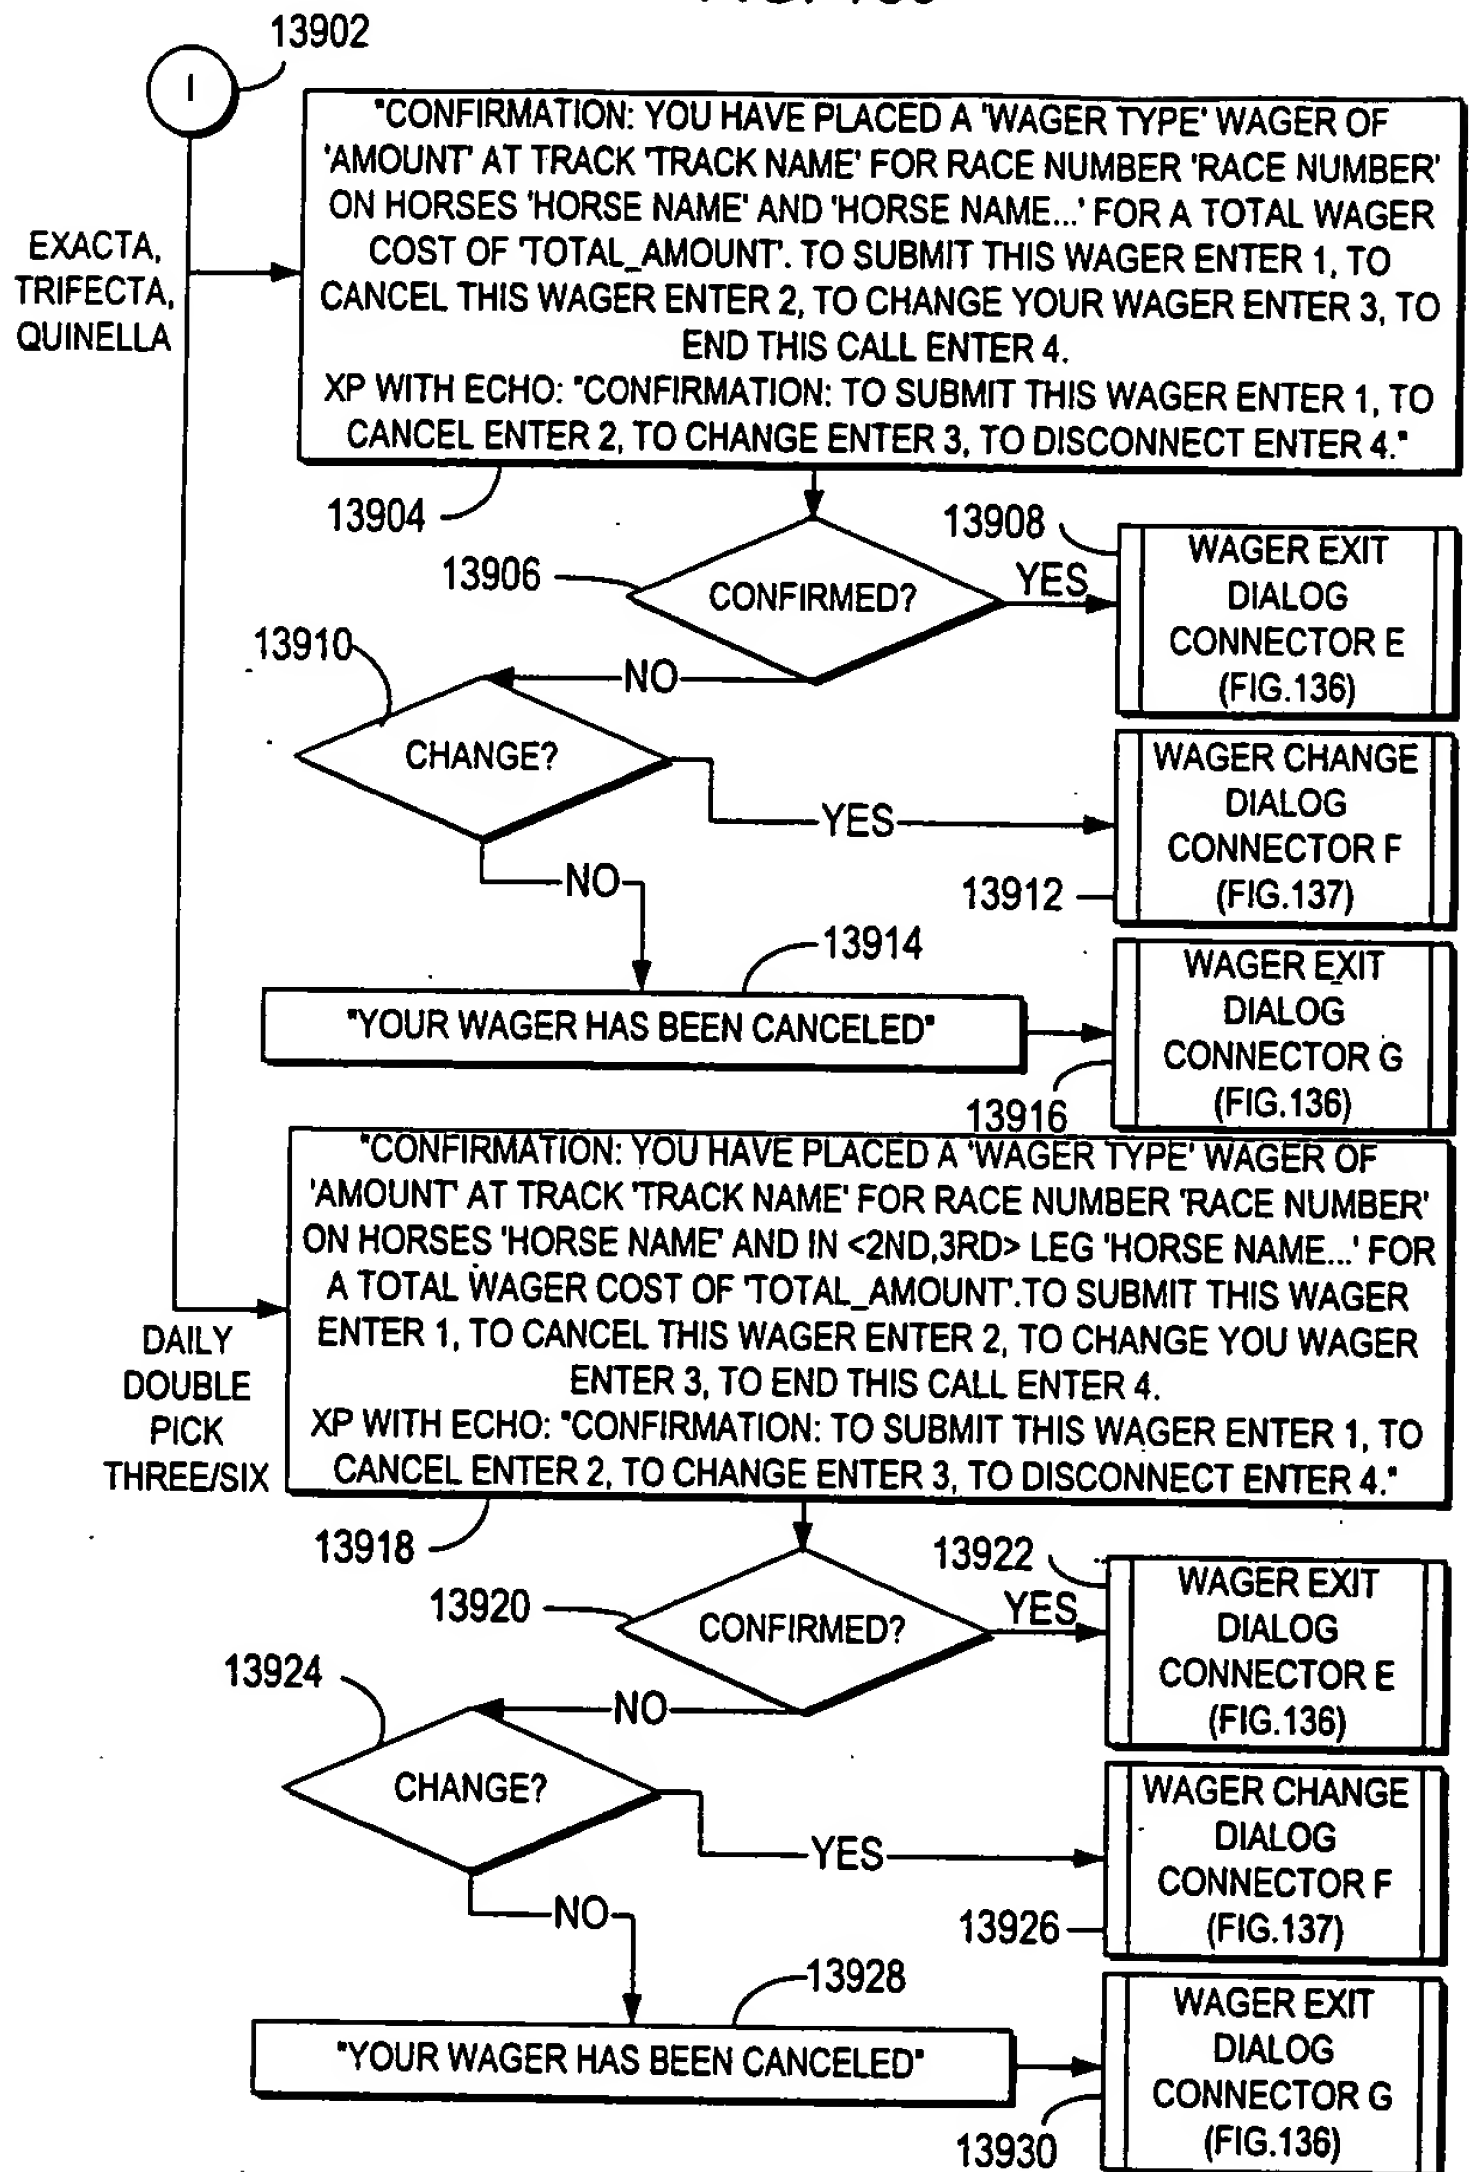 13902
I
"CONFIRMATION: YOU HAVE PLACED A 'WAGER TYPE' WAGER OF
'AMOUNT' AT TRACK 'TRACK NAME' FOR RACE NUMBER 'RACE NUMBER'
ON HORSES 'HORSE NAME' AND 'HORSE NAME...' FOR A TOTAL WAGER
COST OF 'TOTAL_AMOUNT'. TO SUBMIT THIS WAGER ENTER 1, TO
CANCEL THIS WAGER ENTER 2, TO CHANGE YOUR WAGER ENTER 3, TO
END THIS CALL ENTER 4.
XP WITH ECHO: "CONFIRMATION: TO SUBMIT THIS WAGER ENTER 1, TO
CANCEL ENTER 2, TO CHANGE ENTER 3, TO DISCONNECT ENTER 4."
EXACTA,
TRIFECTA,
QUINELLA
13904
13906
CONFIRMED?
YES
13908
WAGER EXIT
DIALOG
CONNECTOR E
(FIG.136)
NO
13910
CHANGE?
YES
WAGER CHANGE
DIALOG
CONNECTOR F
(FIG.137)
13912
NO
13914
"YOUR WAGER HAS BEEN CANCELED"
WAGER EXIT
DIALOG
CONNECTOR G
(FIG.136)
13916
"CONFIRMATION: YOU HAVE PLACED A 'WAGER TYPE' WAGER OF
'AMOUNT' AT TRACK 'TRACK NAME' FOR RACE NUMBER 'RACE NUMBER'
ON HORSES 'HORSE NAME' AND IN <2ND,3RD> LEG 'HORSE NAME...' FOR
A TOTAL WAGER COST OF 'TOTAL_AMOUNT'.TO SUBMIT THIS WAGER
ENTER 1, TO CANCEL THIS WAGER ENTER 2, TO CHANGE YOU WAGER
ENTER 3, TO END THIS CALL ENTER 4.
XP WITH ECHO: "CONFIRMATION: TO SUBMIT THIS WAGER ENTER 1, TO
CANCEL ENTER 2, TO CHANGE ENTER 3, TO DISCONNECT ENTER 4."
DAILY
DOUBLE
PICK
THREE/SIX
13918
13920
CONFIRMED?
YES
13922
WAGER EXIT
DIALOG
CONNECTOR E
(FIG.136)
NO
13924
CHANGE?
YES
WAGER CHANGE
DIALOG
CONNECTOR F
(FIG.137)
13926
NO
13928
"YOUR WAGER HAS BEEN CANCELED"
WAGER EXIT
DIALOG
CONNECTOR G
(FIG.136)
13930